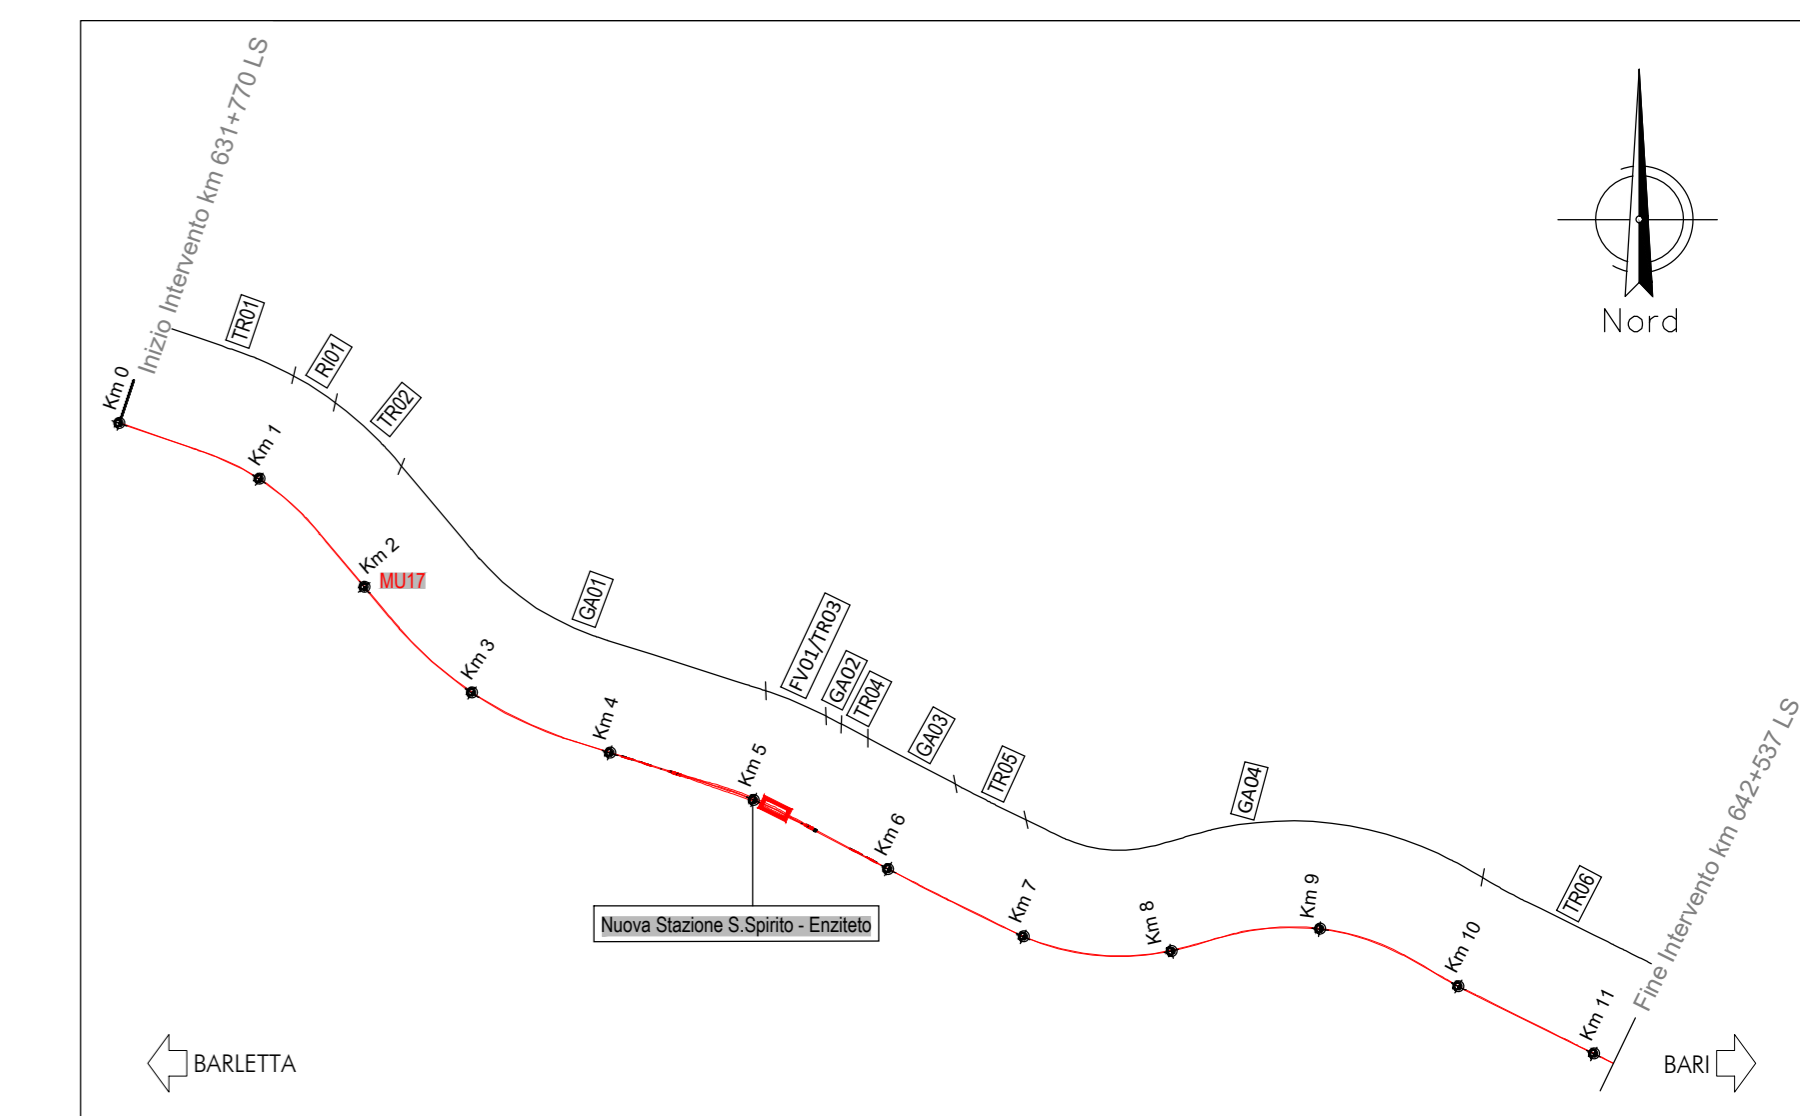 Inizio Intervento km 631+770 LS
Nord
TR01
RI01
TR02
Km 0
Km 1
Km 2
MU17
GA01
FV01/TR03
GA02
TR04
GA03
TR05
GA04
TR06
Km 3
Km 4
Km 5
Km 6
Km 7
Km 8
Km 9
Km 10
Km 11
Nuova Stazione S.Spirito - Enziteto
Fine Intervento km 642+537 LS
BARLETTA
BARI